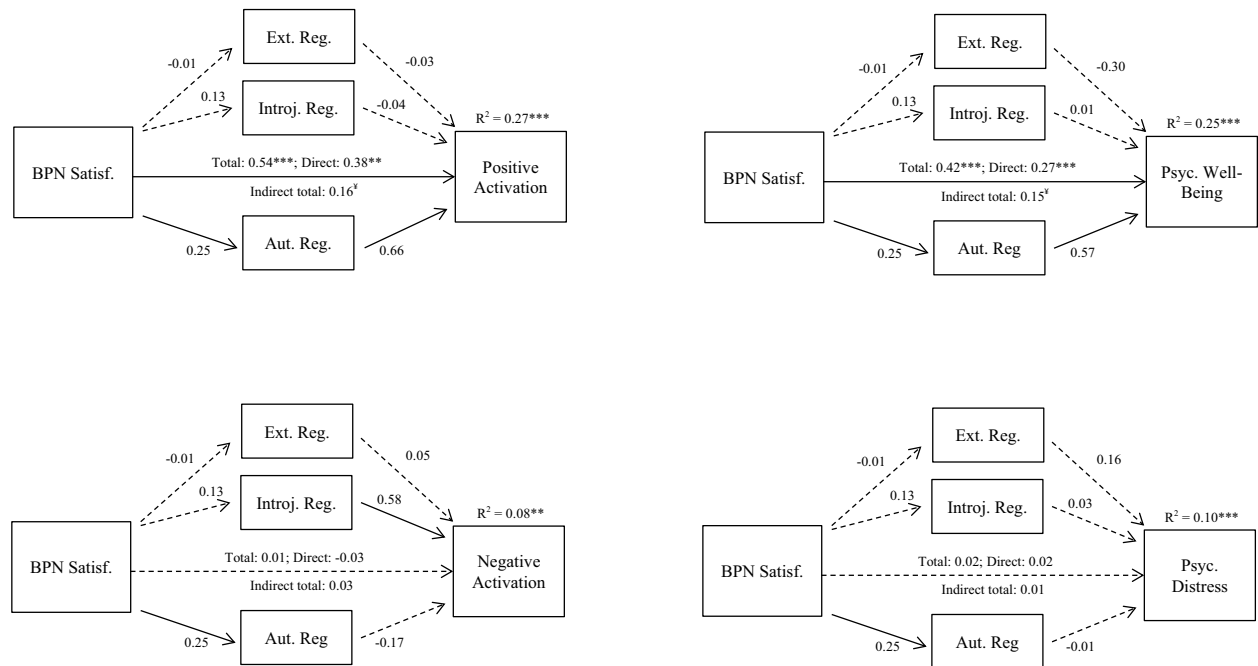 Ext. Reg.
-0.01
-0.03
Introj. Reg.
0.13
-0.04
R² = 0.27***
BPN Satisf.
Total: 0.54***; Direct: 0.38**
Indirect total: 0.16¥
Positive
Activation
Aut. Reg.
0.25
0.66
Ext. Reg.
-0.01
-0.30
Introj. Reg.
0.13
0.01
R² = 0.25***
BPN Satisf.
Total: 0.42***; Direct: 0.27***
Indirect total: 0.15¥
Psyc. Well-
Being
Aut. Reg
0.25
0.57
Ext. Reg.
-0.01
0.05
Introj. Reg.
0.13
0.58
R² = 0.08**
BPN Satisf.
Total: 0.01; Direct: -0.03
Indirect total: 0.03
Negative
Activation
Aut. Reg
0.25
-0.17
Ext. Reg.
-0.01
0.16
Introj. Reg.
0.13
0.03
R² = 0.10***
BPN Satisf.
Total: 0.02; Direct: 0.02
Indirect total: 0.01
Psyc.
Distress
Aut. Reg
0.25
-0.01